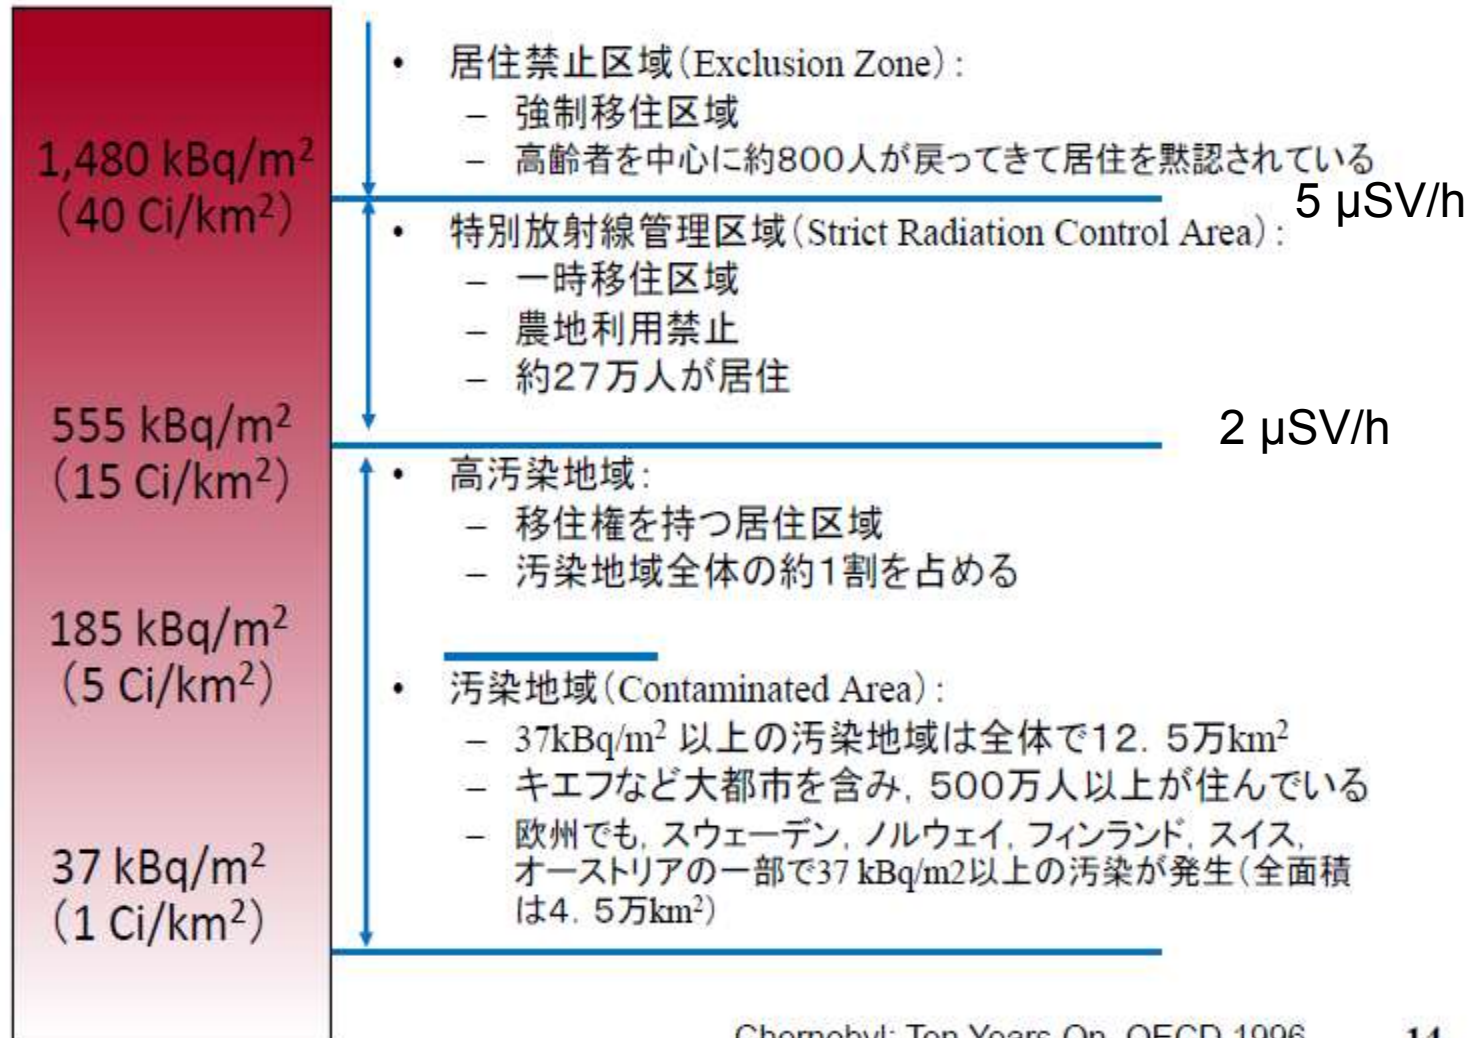 1,480 kBq/m²
（40 Ci/km²）
555 kBq/m²
（15 Ci/km²）
185 kBq/m²
（5 Ci/km²）
37 kBq/m²
（1 Ci/km²）
• 居住禁止区域（Exclusion Zone）:
– 強制移住区域
– 高齢者を中心に約800人が戻ってきて居住を黙認されている
5 µSV/h
• 特別放射線管理区域（Strict Radiation Control Area）:
– 一時移住区域
– 農地利用禁止
– 約27万人が居住
2 µSV/h
• 高汚染地域:
– 移住権を持つ居住区域
– 汚染地域全体の約1割を占める
• 汚染地域（Contaminated Area）:
– 37kBq/m² 以上の汚染地域は全体で12．5万km²
– キエフなど大都市を含み，500万人以上が住んでいる
– 欧州でも，スウェーデン，ノルウェイ，フィンランド，スイス，
オーストリアの一部で37 kBq/m2以上の汚染が発生（全面積
は4．5万km²）
Chernobyl: Ten Years On, OECD 1996
14